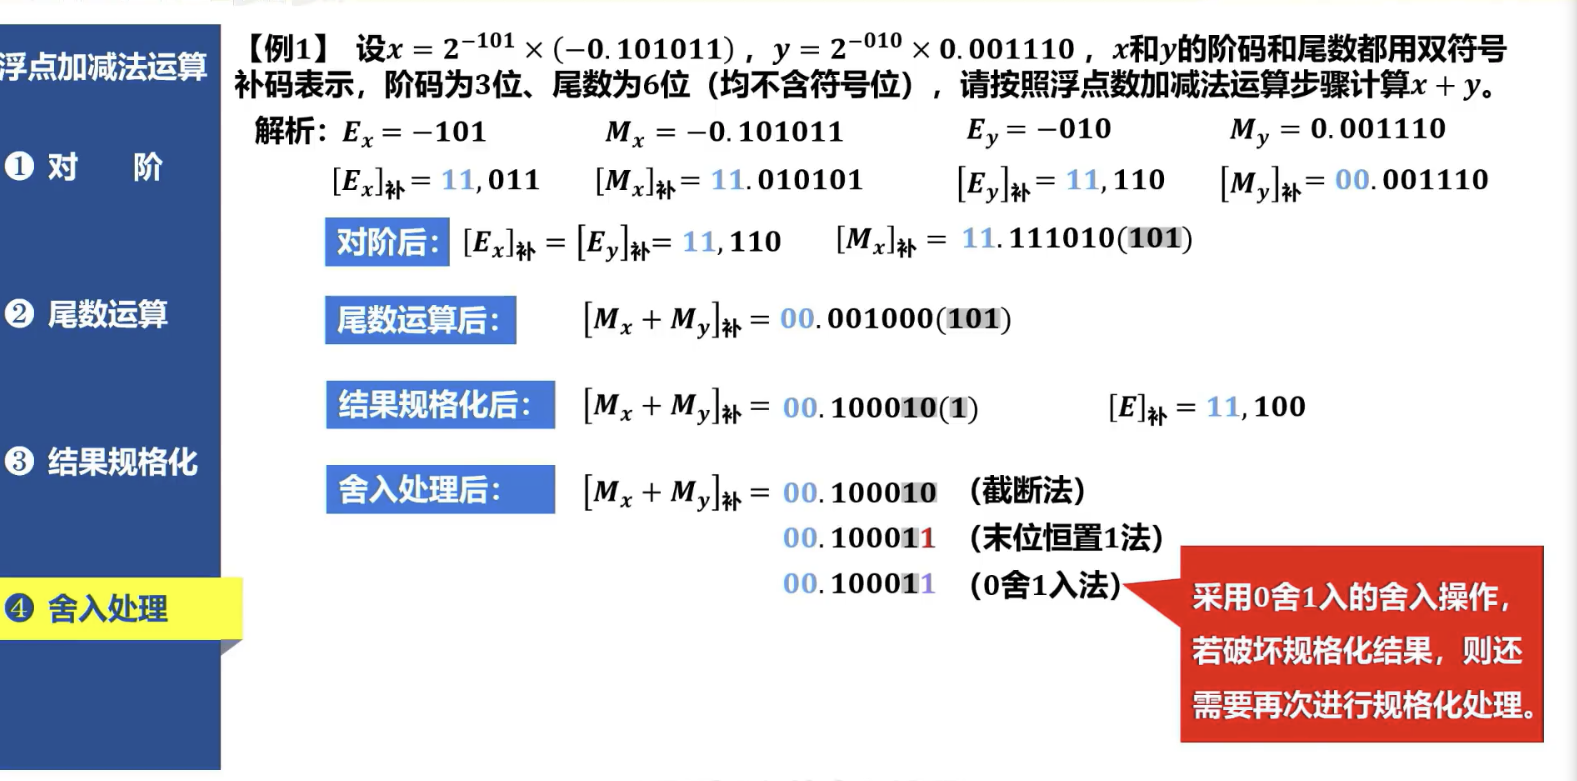 浮点加减法运算
❶ 对 阶
❷ 尾数运算
❸ 结果规格化
❹ 舍入处理
【例1】 设x = 2⁻¹⁰¹ × (−0.101011)，y = 2⁻⁰¹⁰ × 0.001110，x和y的阶码和尾数都用双符号
补码表示，阶码为3位、尾数为6位（均不含符号位），请按照浮点数加减法运算步骤计算x + y。
解析：Eₓ = −101 Mₓ = −0.101011 E_y = −010 M_y = 0.001110
[Eₓ]补 = 11,011 [Mₓ]补 = 11.010101 [E_y]补 = 11,110 [M_y]补 = 00.001110
对阶后： [Eₓ]补 = [E_y]补 = 11,110 [Mₓ]补 = 11.111010(101)
尾数运算后： [Mₓ + M_y]补 = 00.001000(101)
结果规格化后： [Mₓ + M_y]补 = 00.100010(1) [E]补 = 11,100
舍入处理后： [Mₓ + M_y]补 = 00.100010 （截断法）
00.100011 （末位恒置1法）
00.100011 （0舍1入法）
采用0舍1入的舍入操作，
若破坏规格化结果，则还
需要再次进行规格化处理。